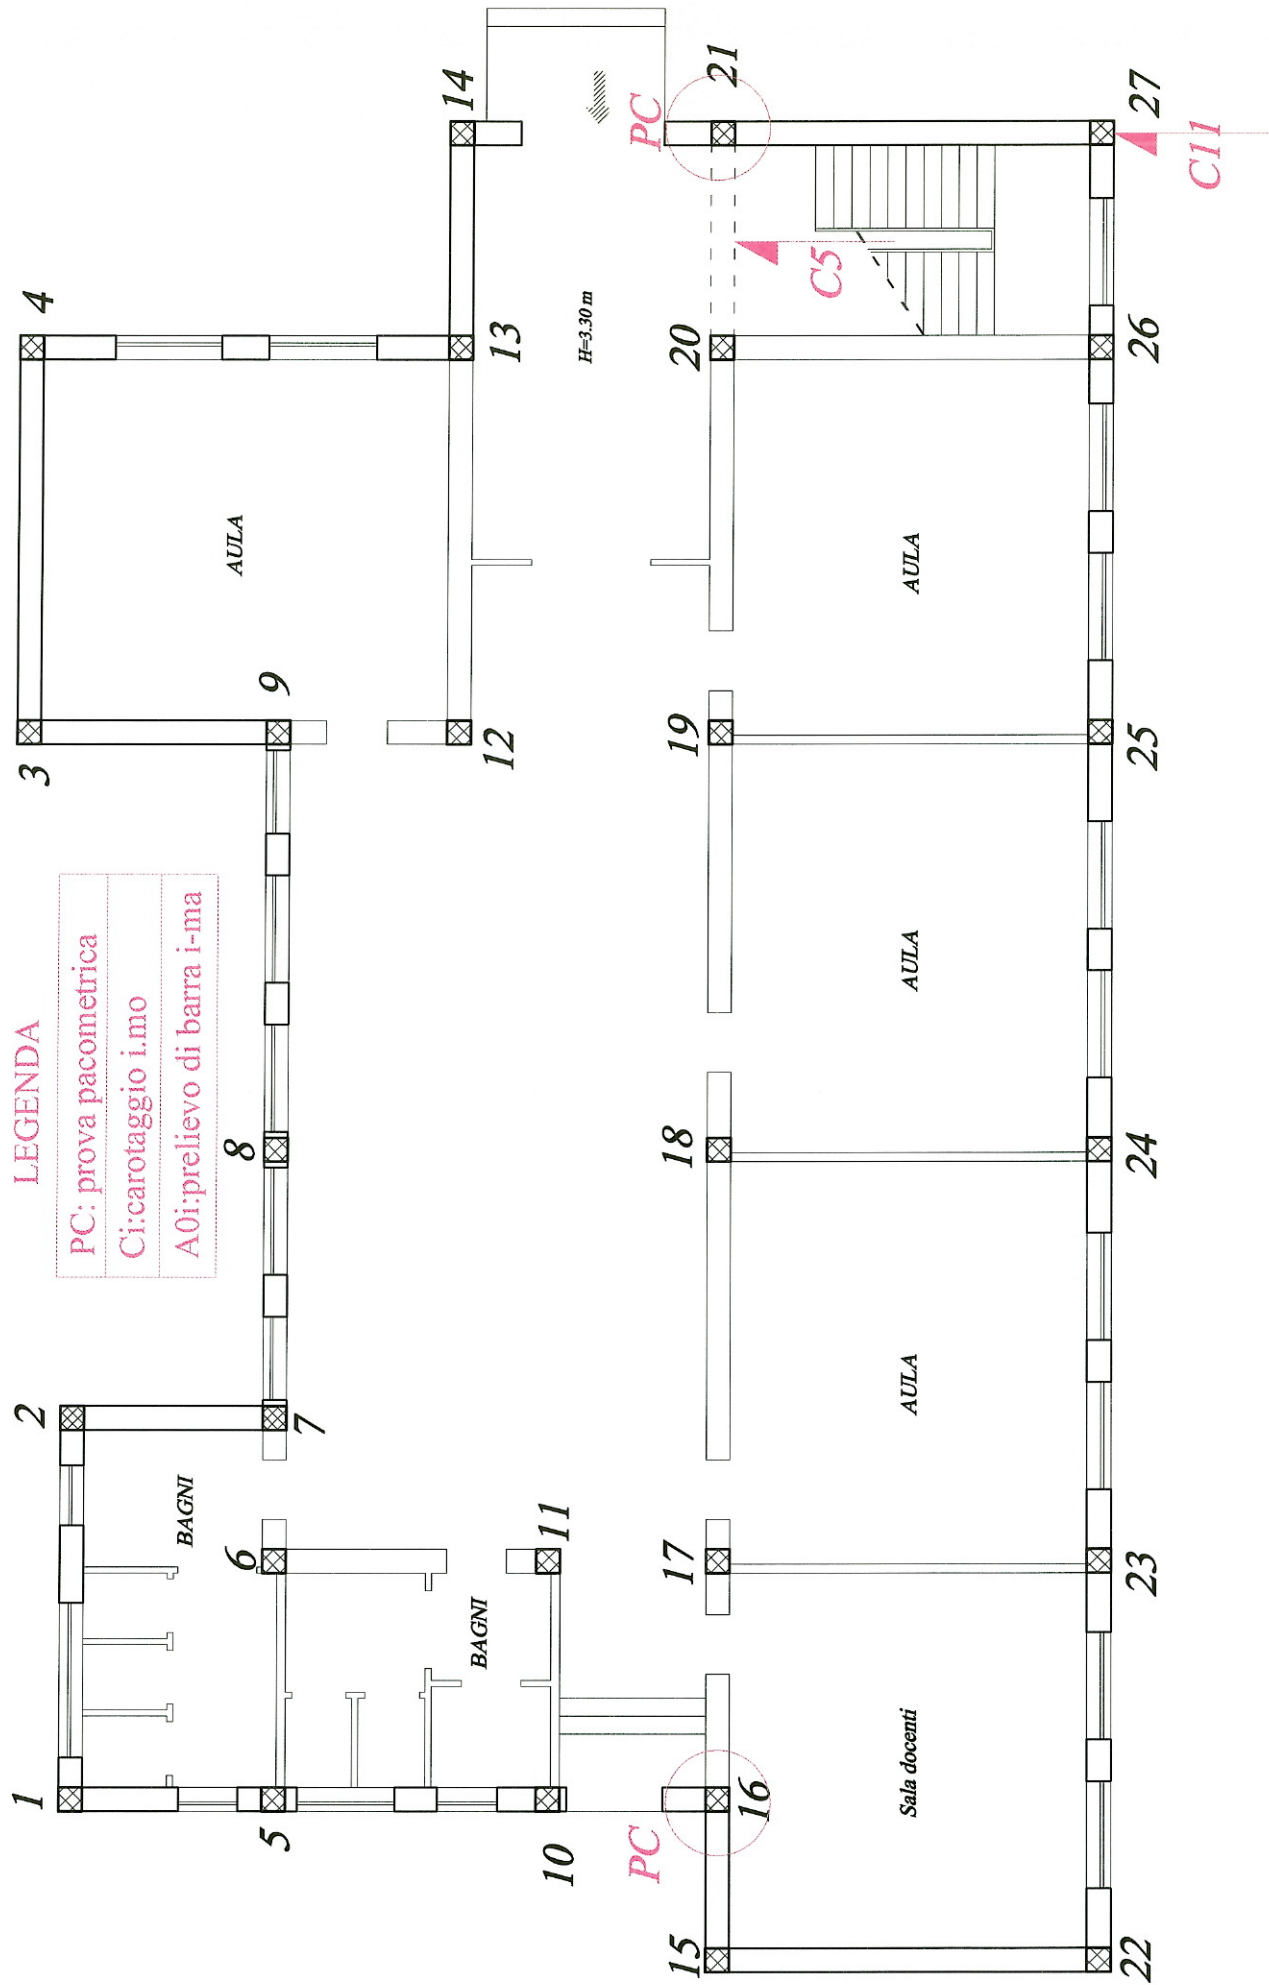 LEGENDA
PC: prova pacometrica
Ci:carotaggio i.mo
A0i:prelievo di barra i-ma
1
2
3
4
BAGNI
AULA
5
6
7
8
9
BAGNI
10
11
12
13
14
H=3.30 m
PC
PC
15
16
17
18
19
20
21
C5
Sala docenti
AULA
AULA
AULA
22
23
24
25
26
27
C11